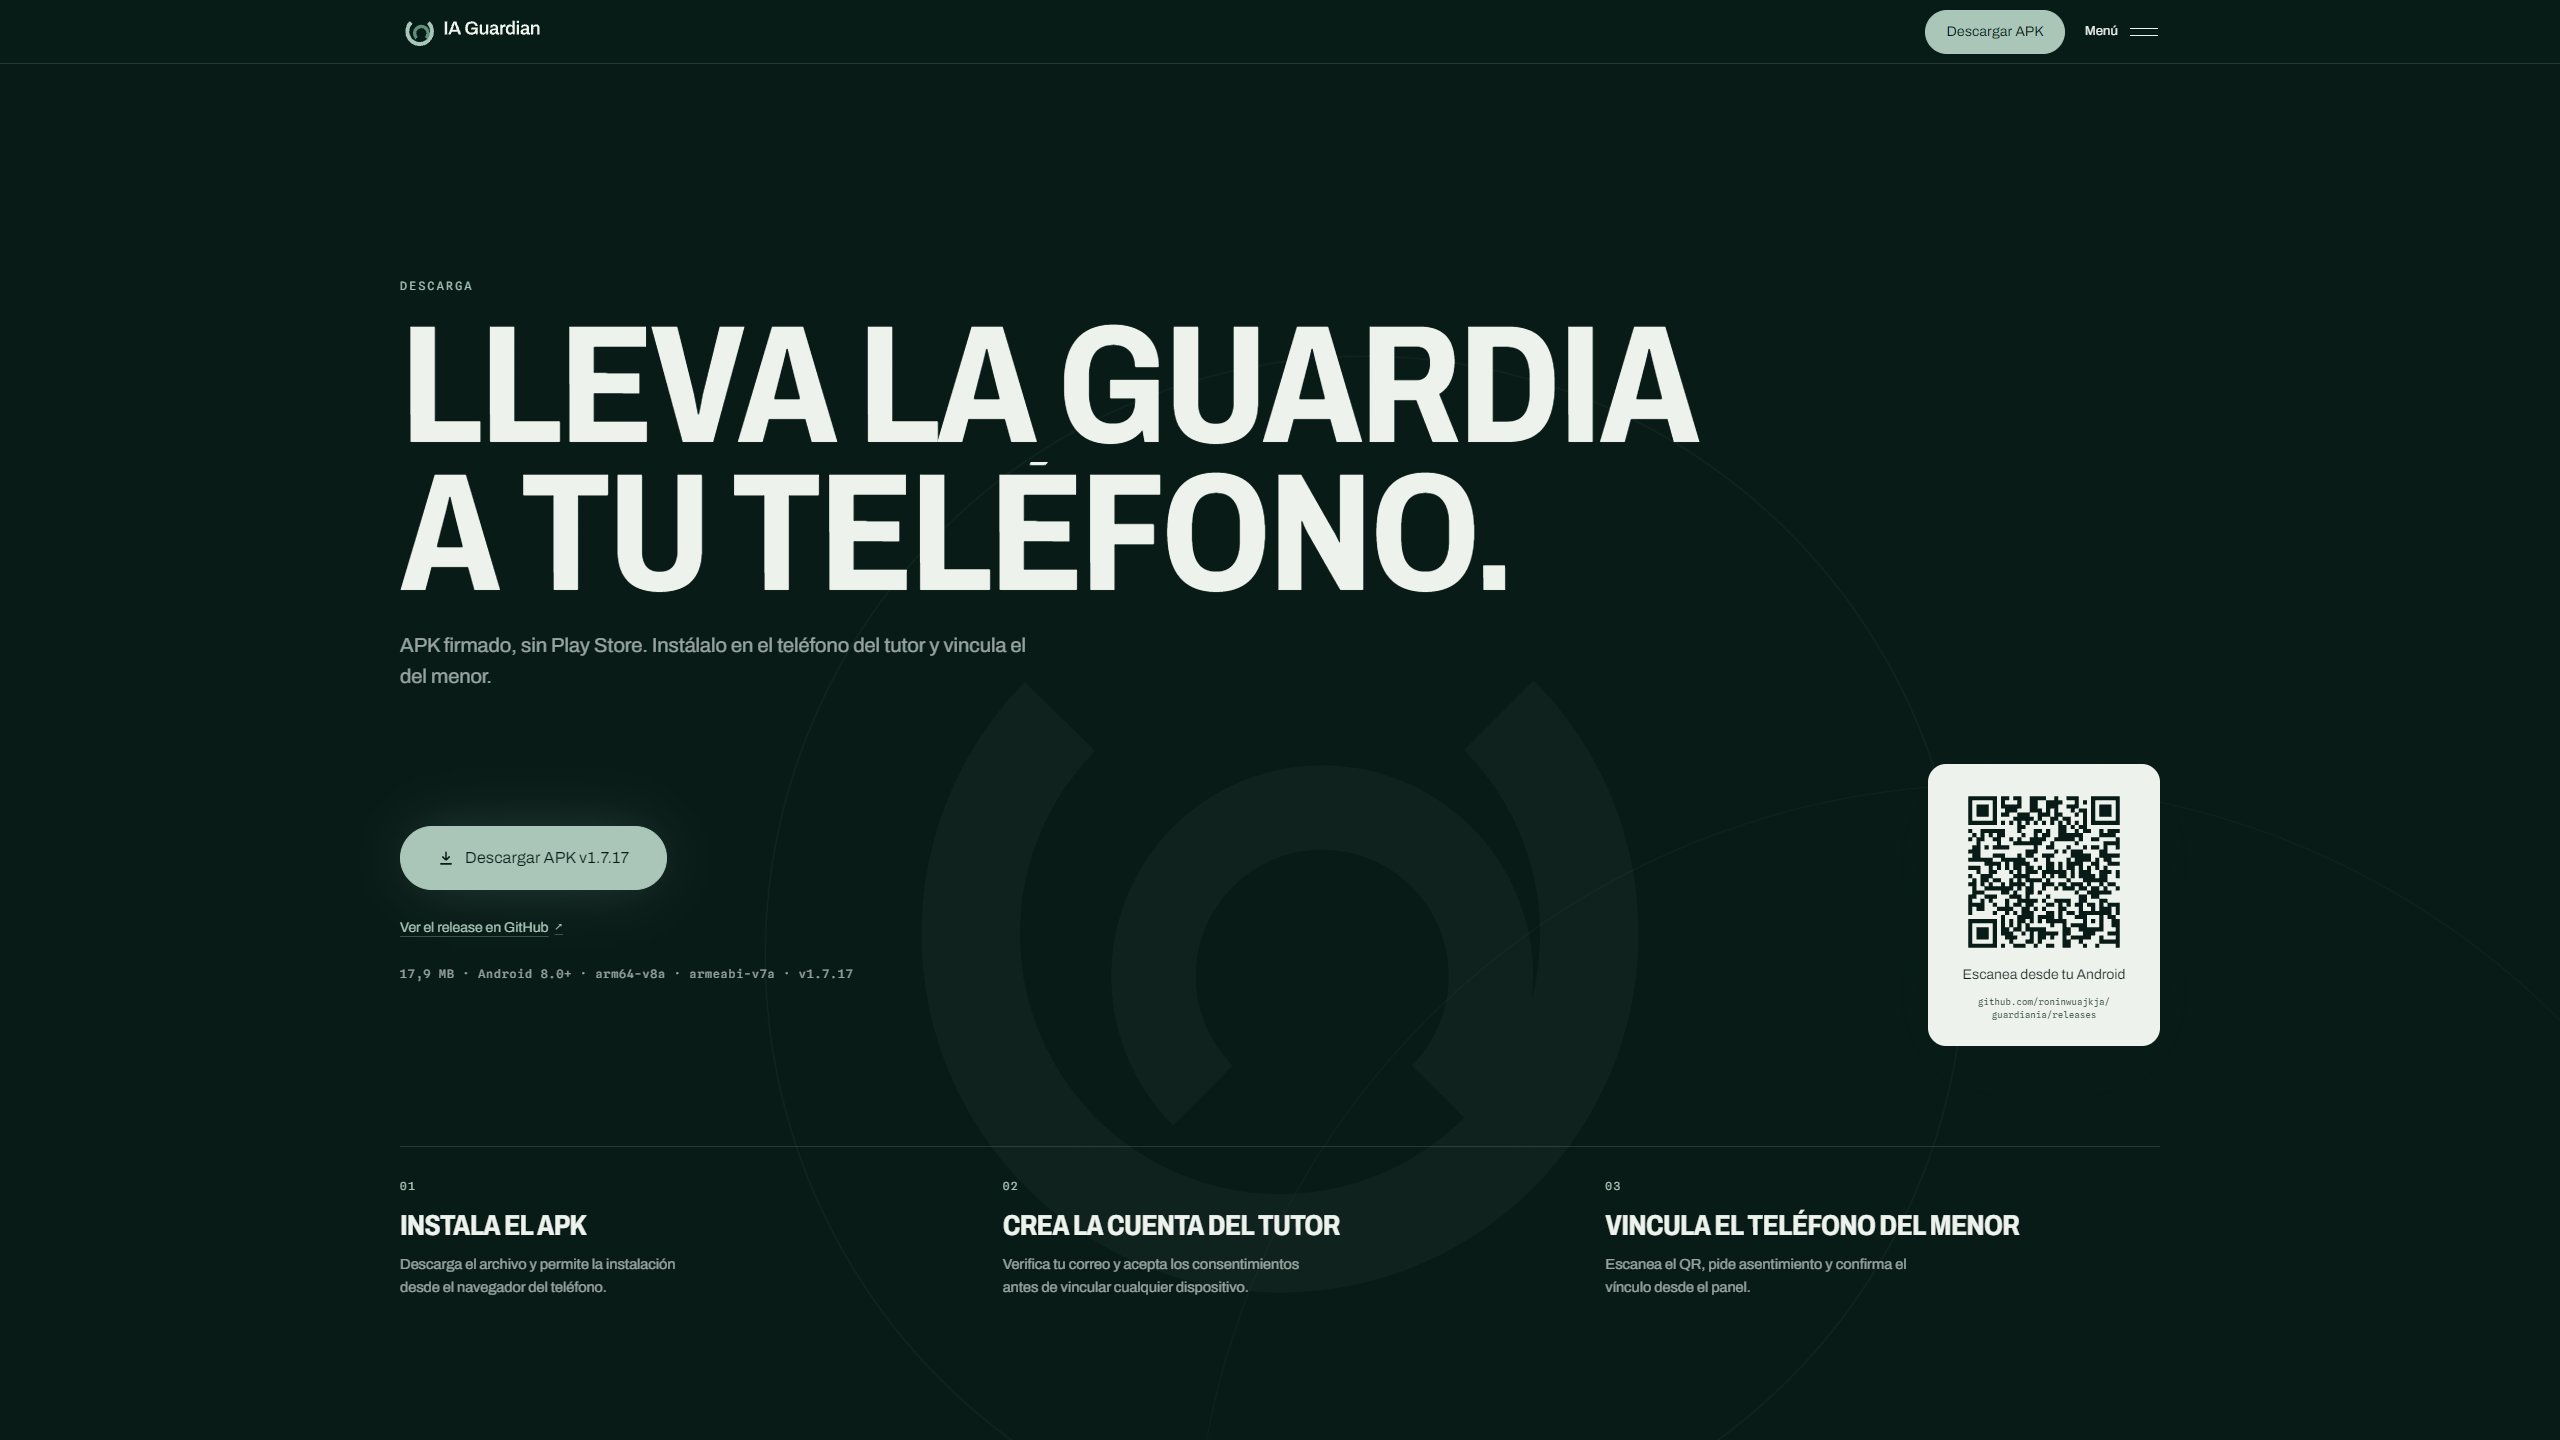 IA Guardian
Descargar APK
Menú
DESCARGA
LLEVA LA GUARDIA
A TU TELÉFONO.
APK firmado, sin Play Store. Instálalo en el teléfono del tutor y vincula el
del menor.
Descargar APK v1.7.17
Ver el release en GitHub ↗
17,9 MB · Android 8.0+ · arm64-v8a · armeabi-v7a · v1.7.17
Escanea desde tu Android
github.com/roninwuajkja/
guardiania/releases
01
INSTALA EL APK
Descarga el archivo y permite la instalación
desde el navegador del teléfono.
02
CREA LA CUENTA DEL TUTOR
Verifica tu correo y acepta los consentimientos
antes de vincular cualquier dispositivo.
03
VINCULA EL TELÉFONO DEL MENOR
Escanea el QR, pide asentimiento y confirma el
vínculo desde el panel.